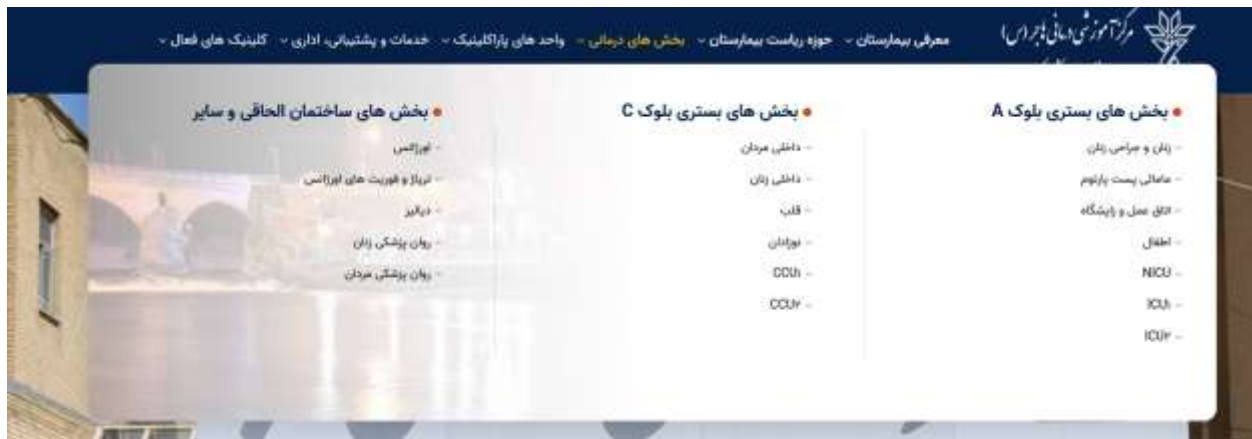 مرکز آموزشی درمانی هاجر (س)
معرفی بیمارستان
حوزه ریاست بیمارستان
بخش های درمانی
واحد های پاراکلینیک
خدمات و پشتیبانی، اداری
کلینیک های فعال
بخش های بستری بلوک A
- زنان و جراحی زنان
- مامائی پست پارتوم
- اتاق عمل و زایشگاه
- اطفال
- NICU
- ICU۱
- ICU۲
بخش های بستری بلوک C
- داخلی مردان
- داخلی زنان
- قلب
- نوزادان
- CCU۱
- CCU۲
بخش های ساختمان الحاقی و سایر
- اورژانس
- تریاژ و فوریت های اورژانس
- دیالیز
- روان پزشکی زنان
- روان پزشکی مردان